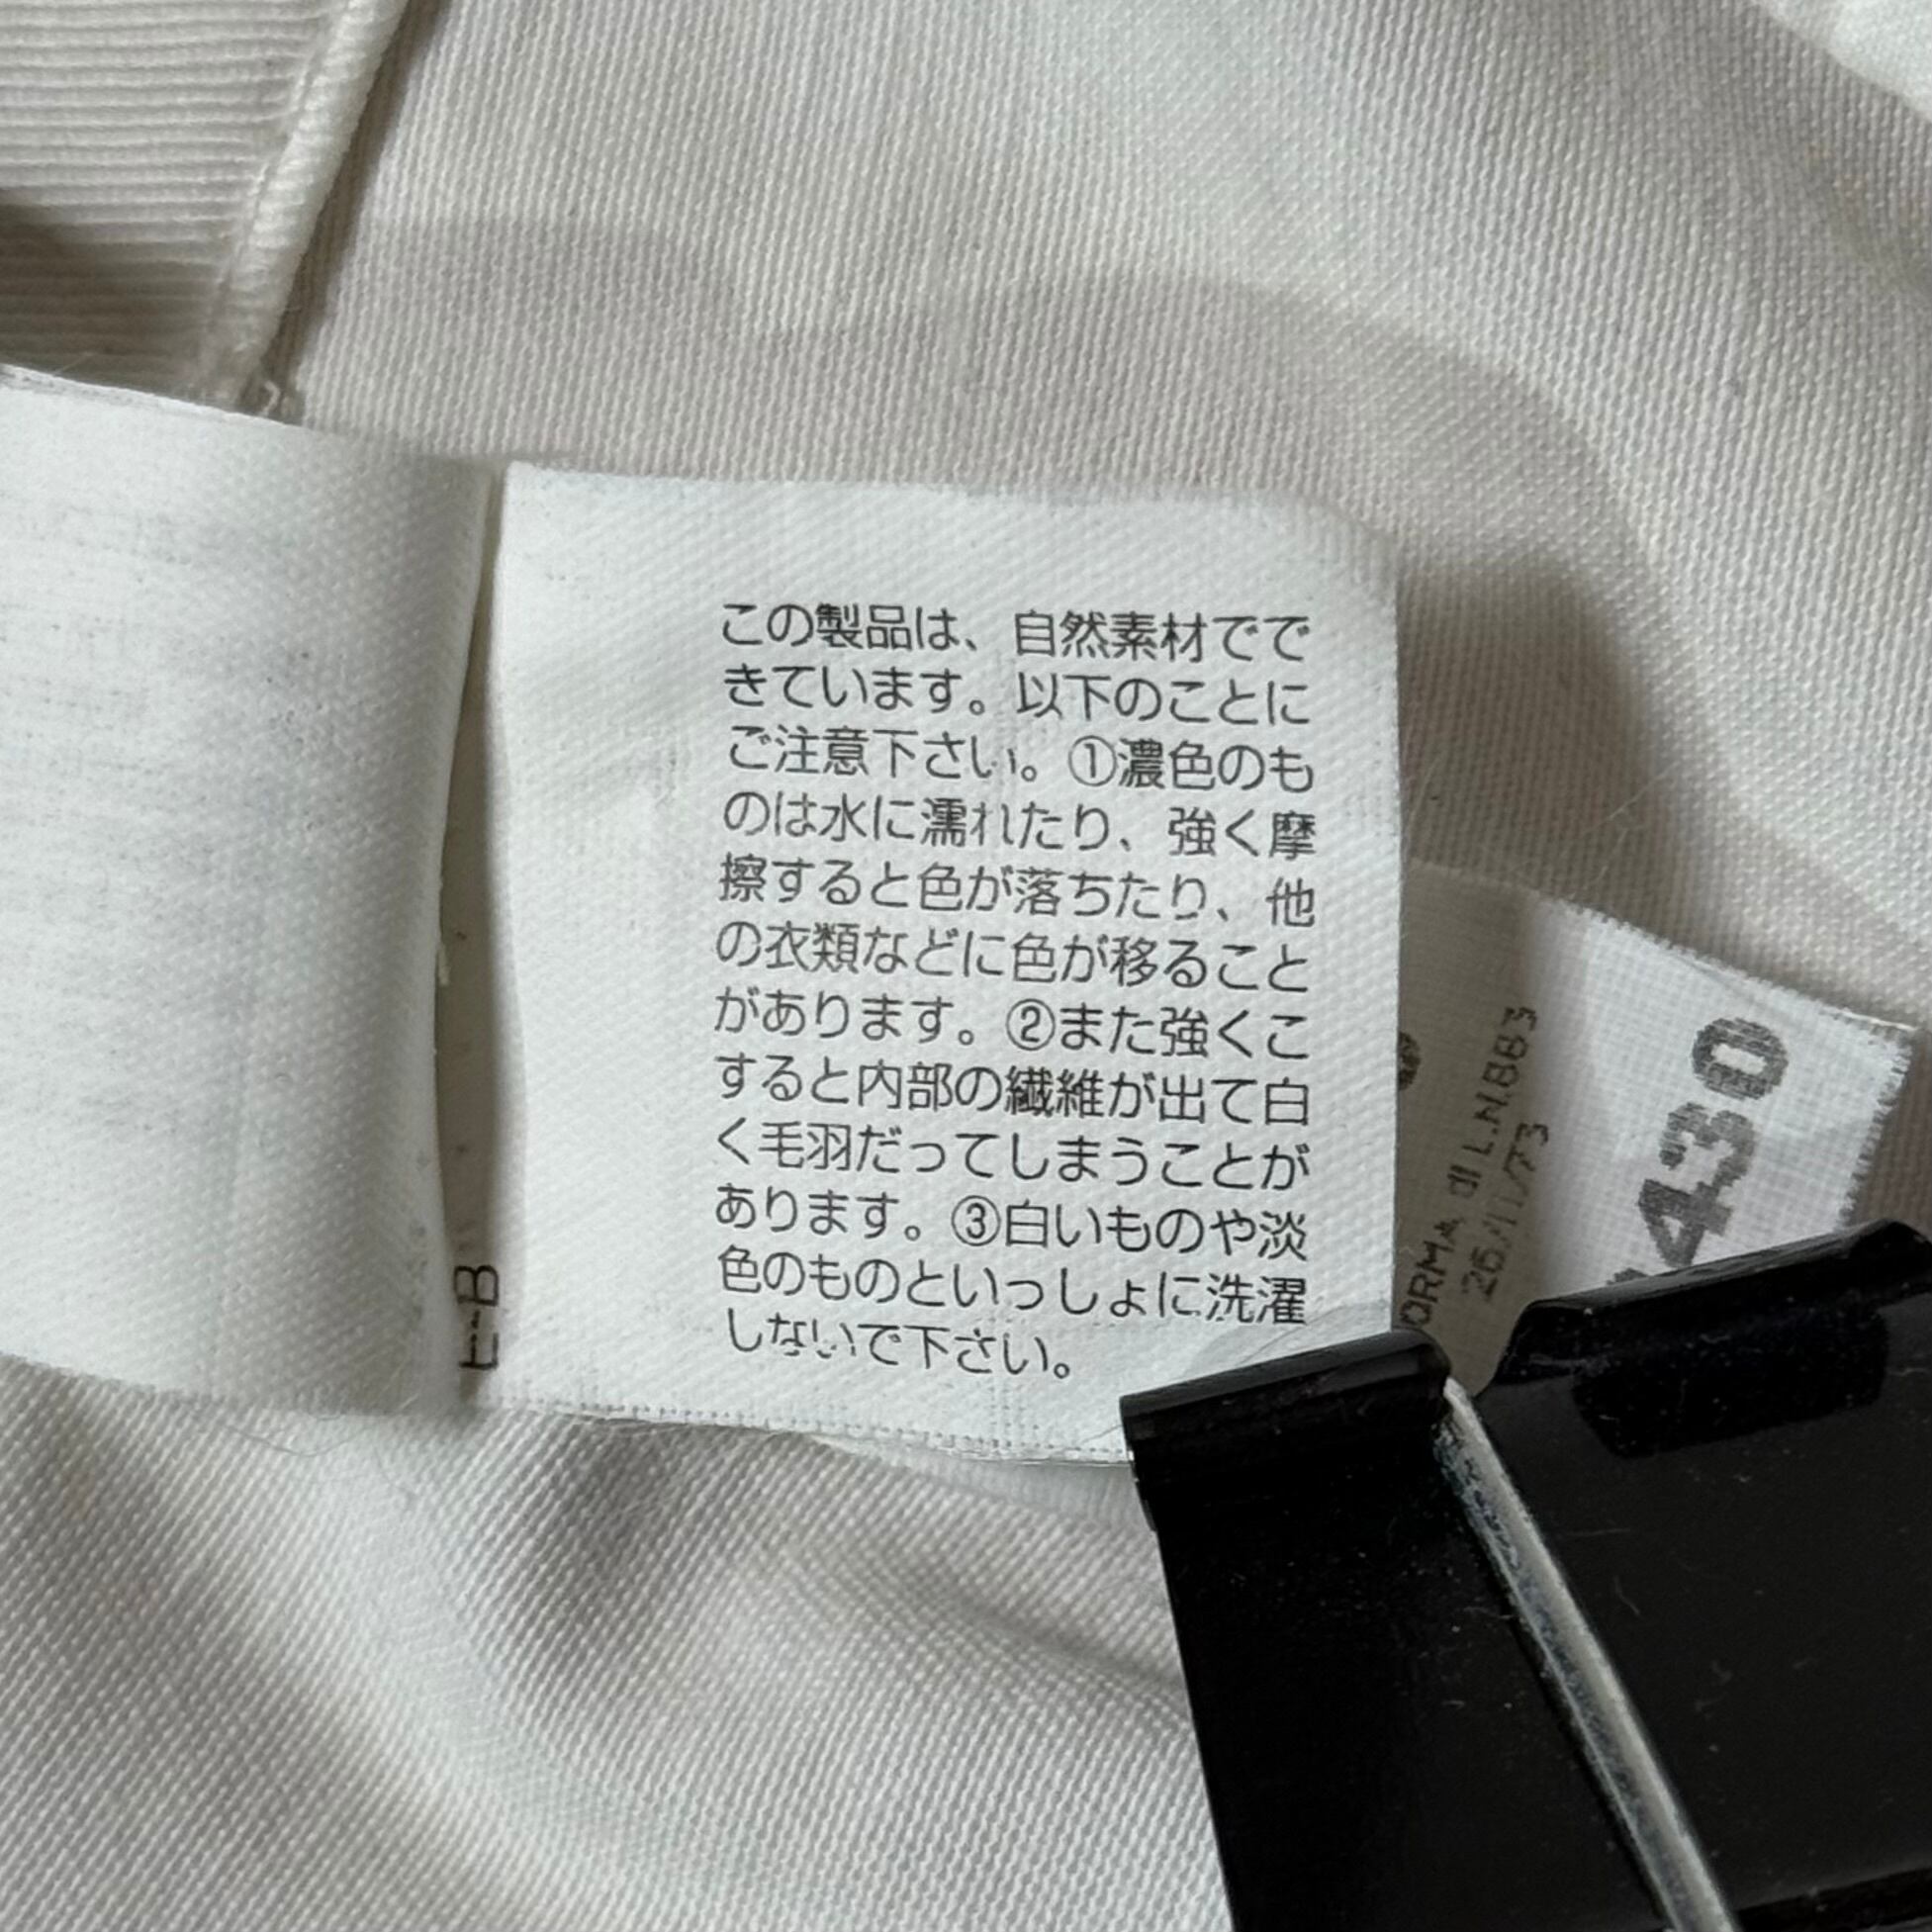 この製品は、自然素材でで
きています。以下のことに
ご注意下さい。①濃色のも
のは水に濡れたり、強く摩
擦すると色が落ちたり、他
の衣類などに色が移ること
があります。②また強くこ
すると内部の繊維が出て白
く毛羽だってしまうことが
あります。③白いものや淡
色のものといっしょに洗濯
しないで下さい。
E-B
ORMA di L.N.883
26/11/73
430